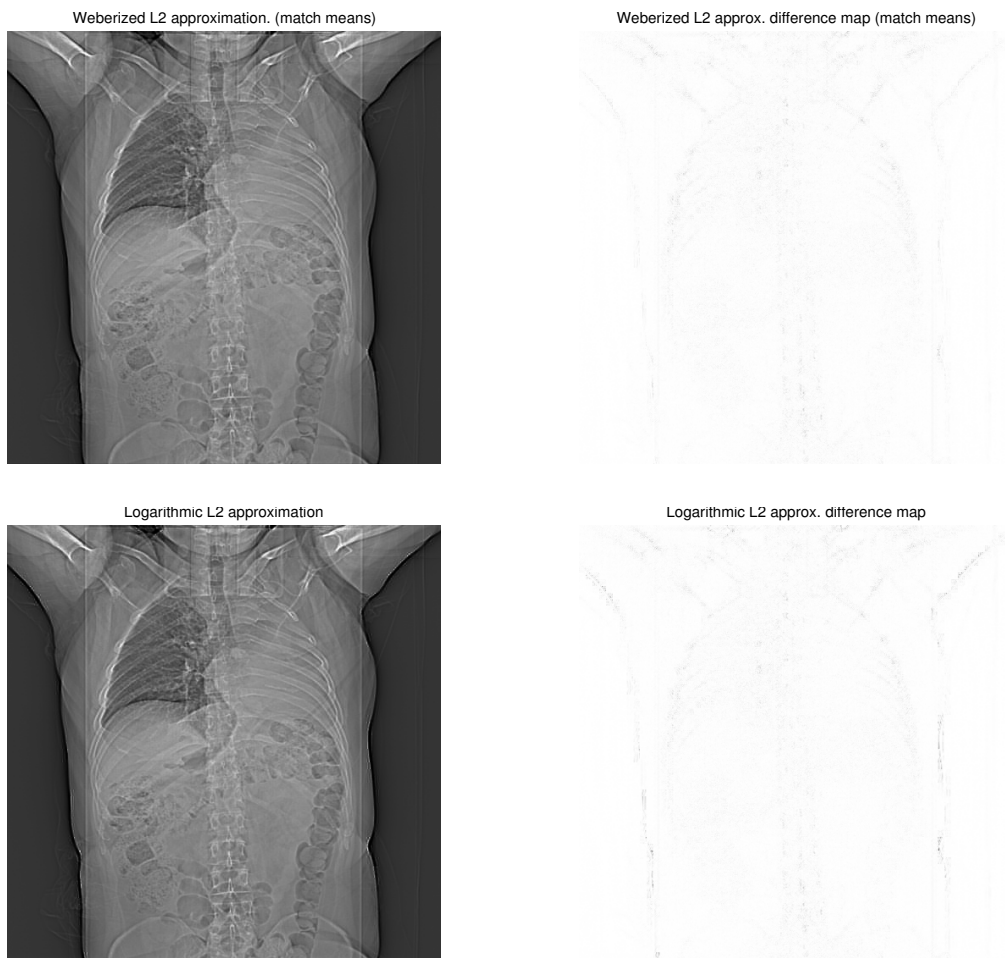 Weberized L2 approximation. (match means)
Weberized L2 approx. difference map (match means)
Logarithmic L2 approximation
Logarithmic L2 approx. difference map